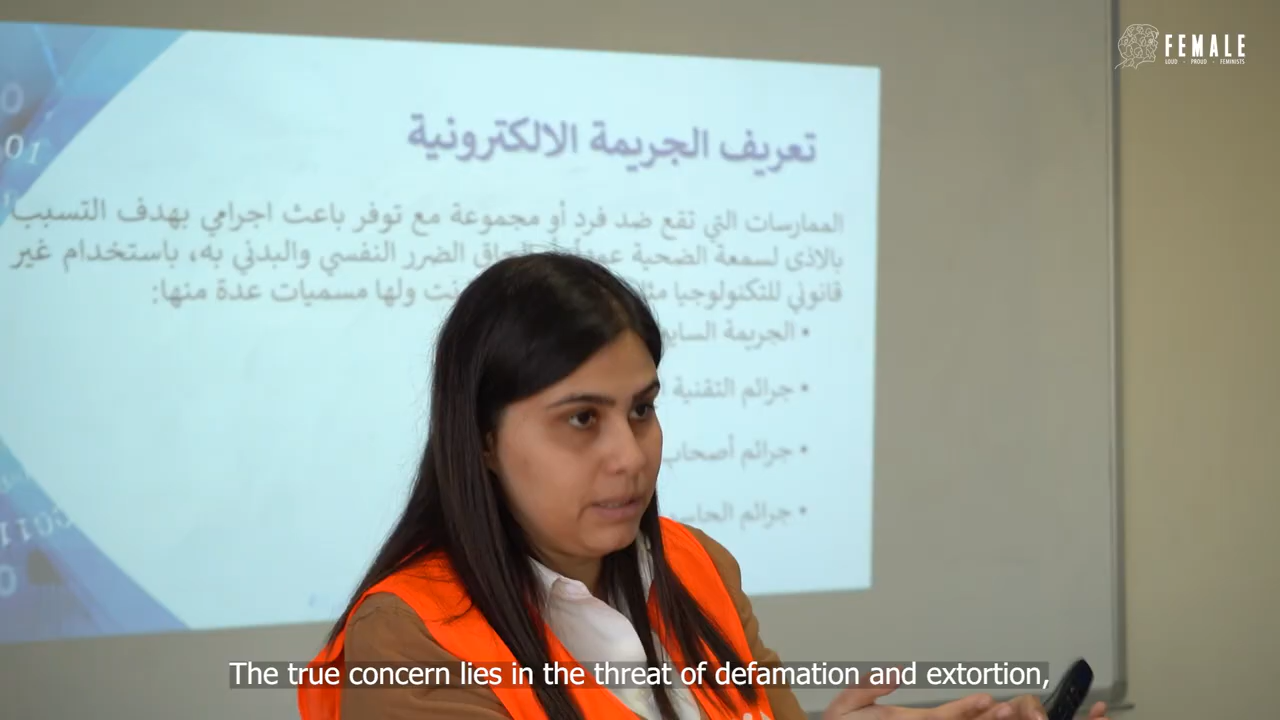 FEMALE
LOUD - PROUD - FEMINISTS
تعريف الجريمة الالكترونية
الممارسات التي تقع ضد فرد أو مجموعة مع توفر باعث اجرامي بهدف التسبب
بالاذى لسمعة الضحية الضرر النفسي والبدني به، باستخدام غير
قانوني للتكنولوجيا ولها مسميات عدة منها:
• الجريمة
• جرائم التقنية
• جرائم أصحاب
• جرائم
The true concern lies in the threat of defamation and extortion,